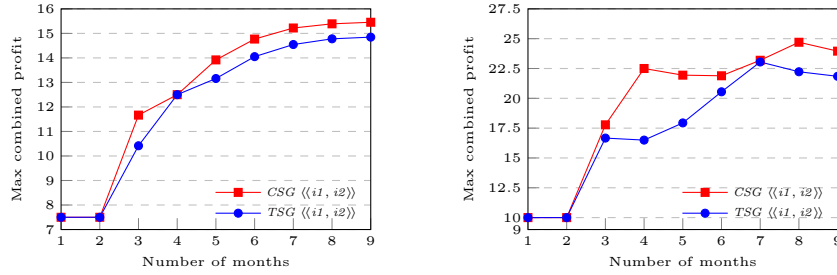 16
15
14
13
12
11
10
9
8
7
1 2 3 4 5 6 7 8 9
Max combined profit
Number of months
CSG ⟨⟨i1, i2⟩⟩
TSG ⟨⟨i1, i2⟩⟩
27.5
25
22.5
20
17.5
15
12.5
10
9
1 2 3 4 5 6 7 8 9
Max combined profit
Number of months
CSG ⟨⟨i1, i2⟩⟩
TSG ⟨⟨i1, i2⟩⟩